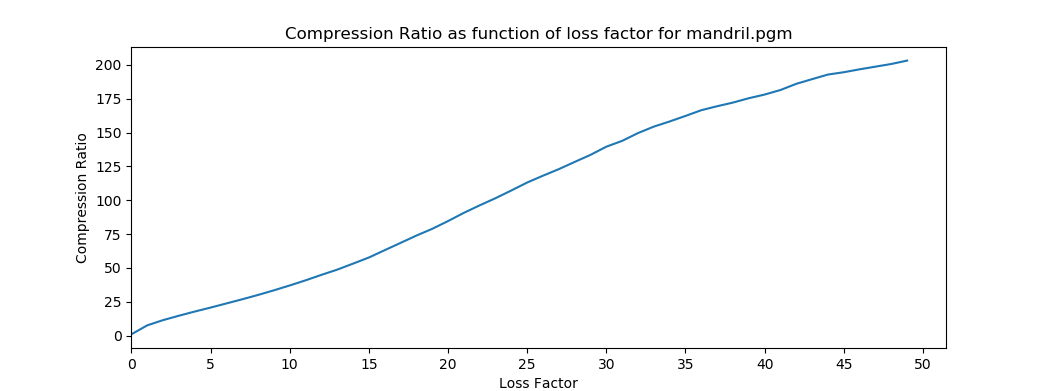 Compression Ratio as function of loss factor for mandril.pgm
Compression Ratio
200
175
150
125
100
75
50
25
0
0 5 10 15 20 25 30 35 40 45 50
Loss Factor